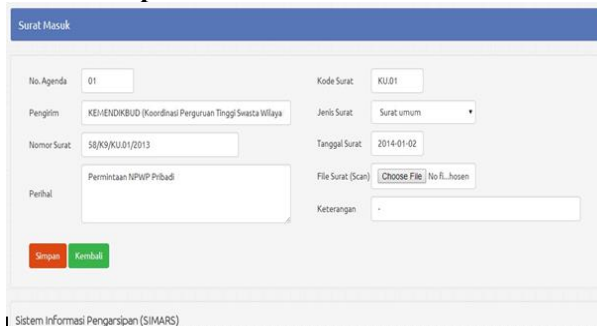 Surat Masuk
No. Agenda 01
Kode Surat KU.01
Pengirim KEMENDIKBUD (Koordinasi Perguruan Tinggi Swasta Wilaya
Jenis Surat Surat umum
Nomor Surat 58/K9/KU.01/2013
Tanggal Surat 2014-01-02
Perihal Permintaan NPWP Pribadi
File Surat (Scan) Choose File No fi...hosen
Keterangan -
Simpan Kembali
Sistem Informasi Pengarsipan (SIMARS)